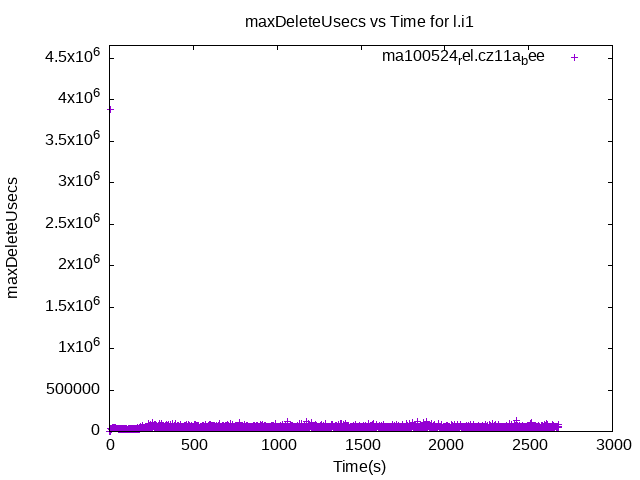 maxDeleteUsecs vs Time for l.i1
ma100524_rel.cz11a_bee
maxDeleteUsecs
4.5x10^6
4x10^6
3.5x10^6
3x10^6
2.5x10^6
2x10^6
1.5x10^6
1x10^6
500000
0
0 500 1000 1500 2000 2500 3000
Time(s)